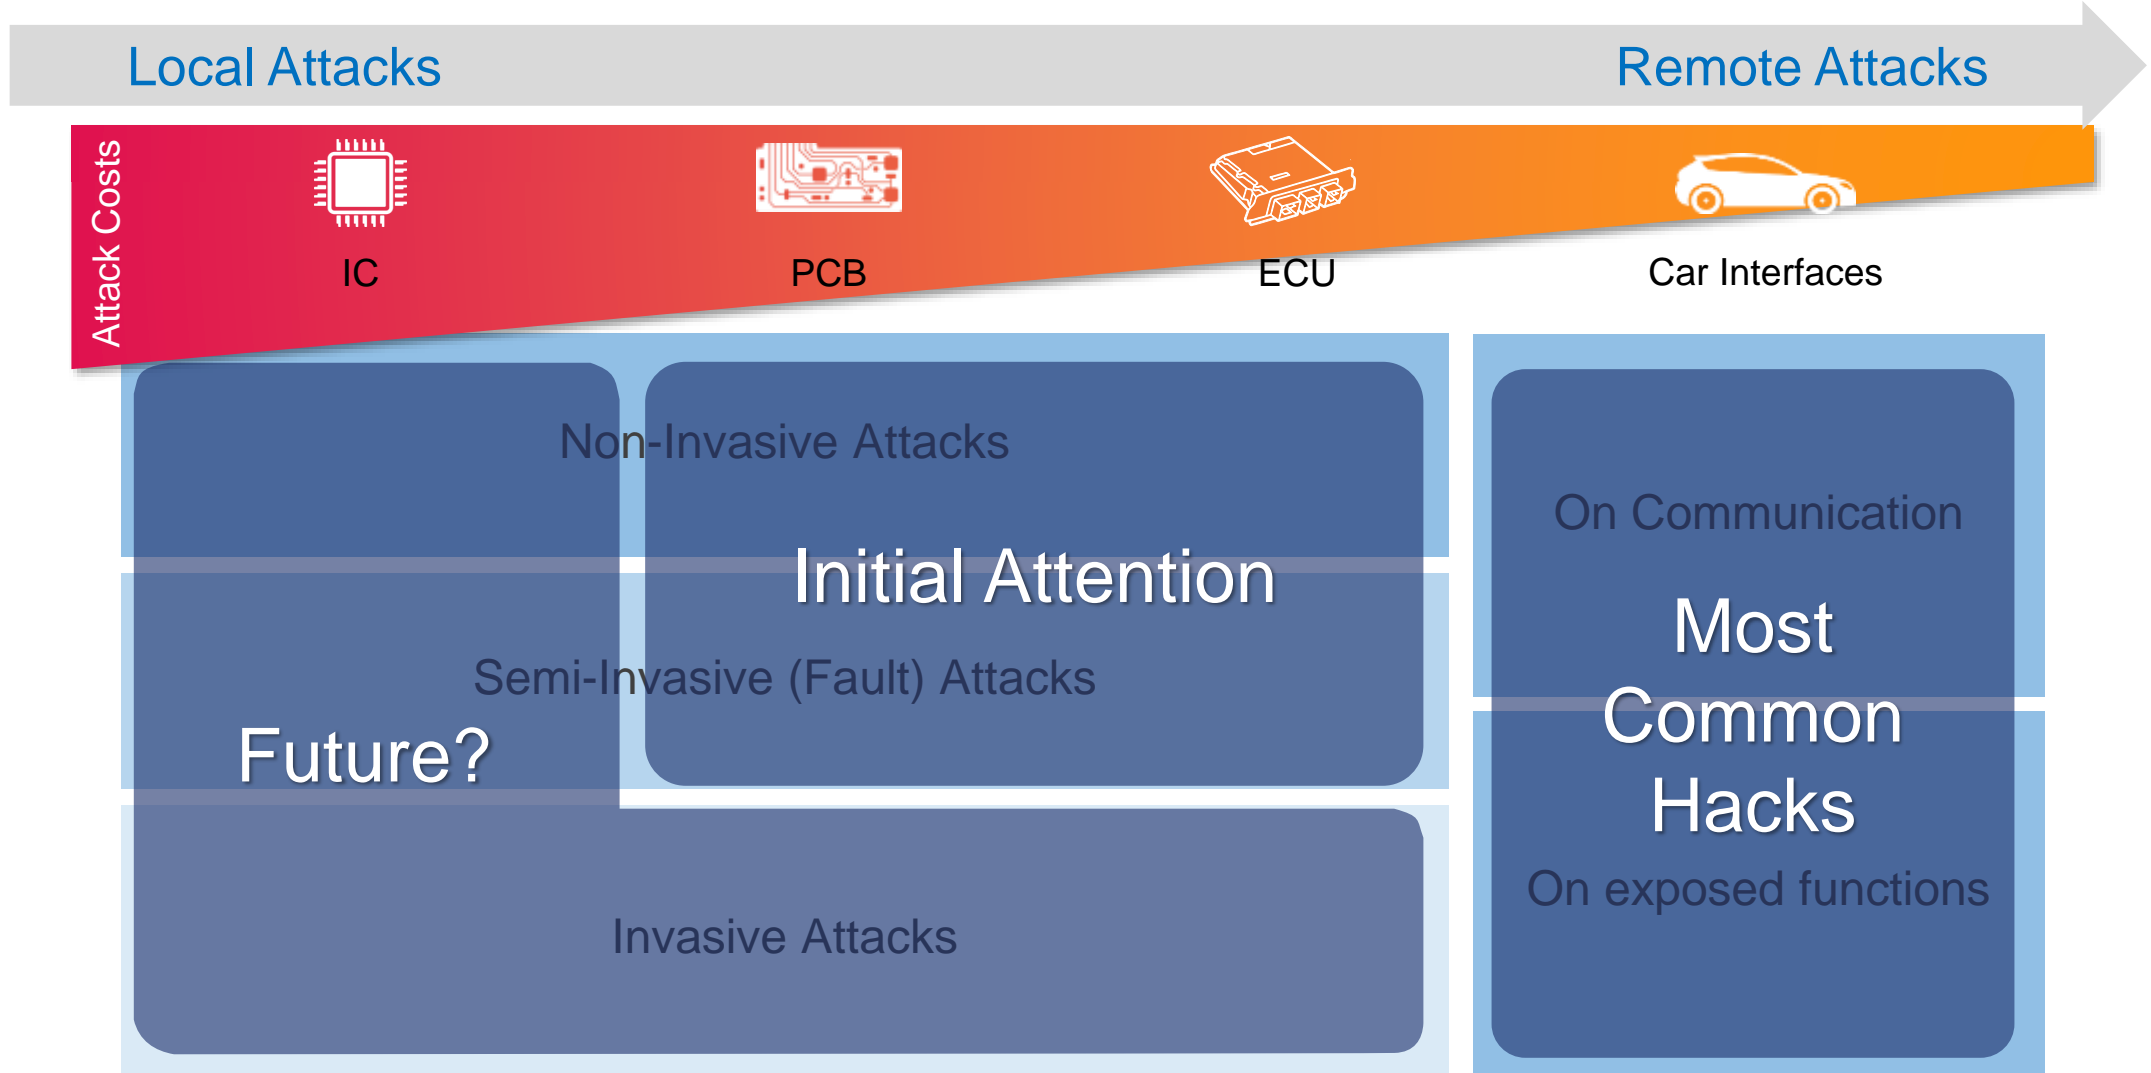 Local Attacks
Remote Attacks
Attack Costs
IC
PCB
ECU
Car Interfaces
Non-Invasive Attacks
Initial Attention
Semi-Invasive (Fault) Attacks
Future?
Invasive Attacks
On Communication
Most
Common
Hacks
On exposed functions